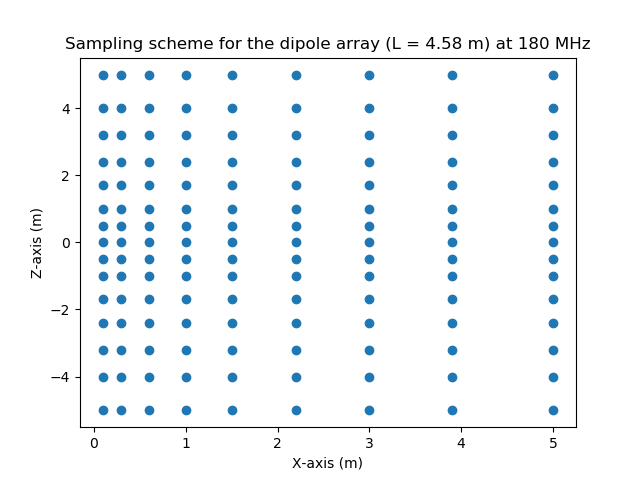 Sampling scheme for the dipole array (L = 4.58 m) at 180 MHz
4
2
0
−2
−4
Z-axis (m)
0 1 2 3 4 5
X-axis (m)